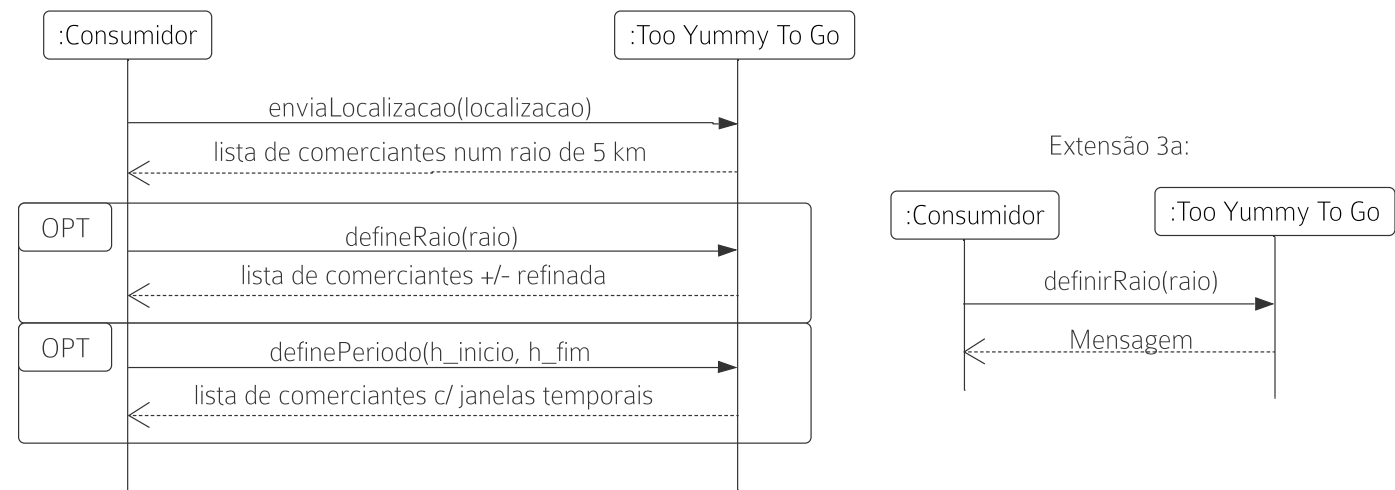 :Consumidor
:Too Yummy To Go
enviaLocalizacao(localizacao)
lista de comerciantes num raio de 5 km
OPT
defineRaio(raio)
lista de comerciantes +/- refinada
OPT
definePeriodo(h_inicio, h_fim
lista de comerciantes c/ janelas temporais
Extensão 3a:
:Consumidor
:Too Yummy To Go
definirRaio(raio)
Mensagem